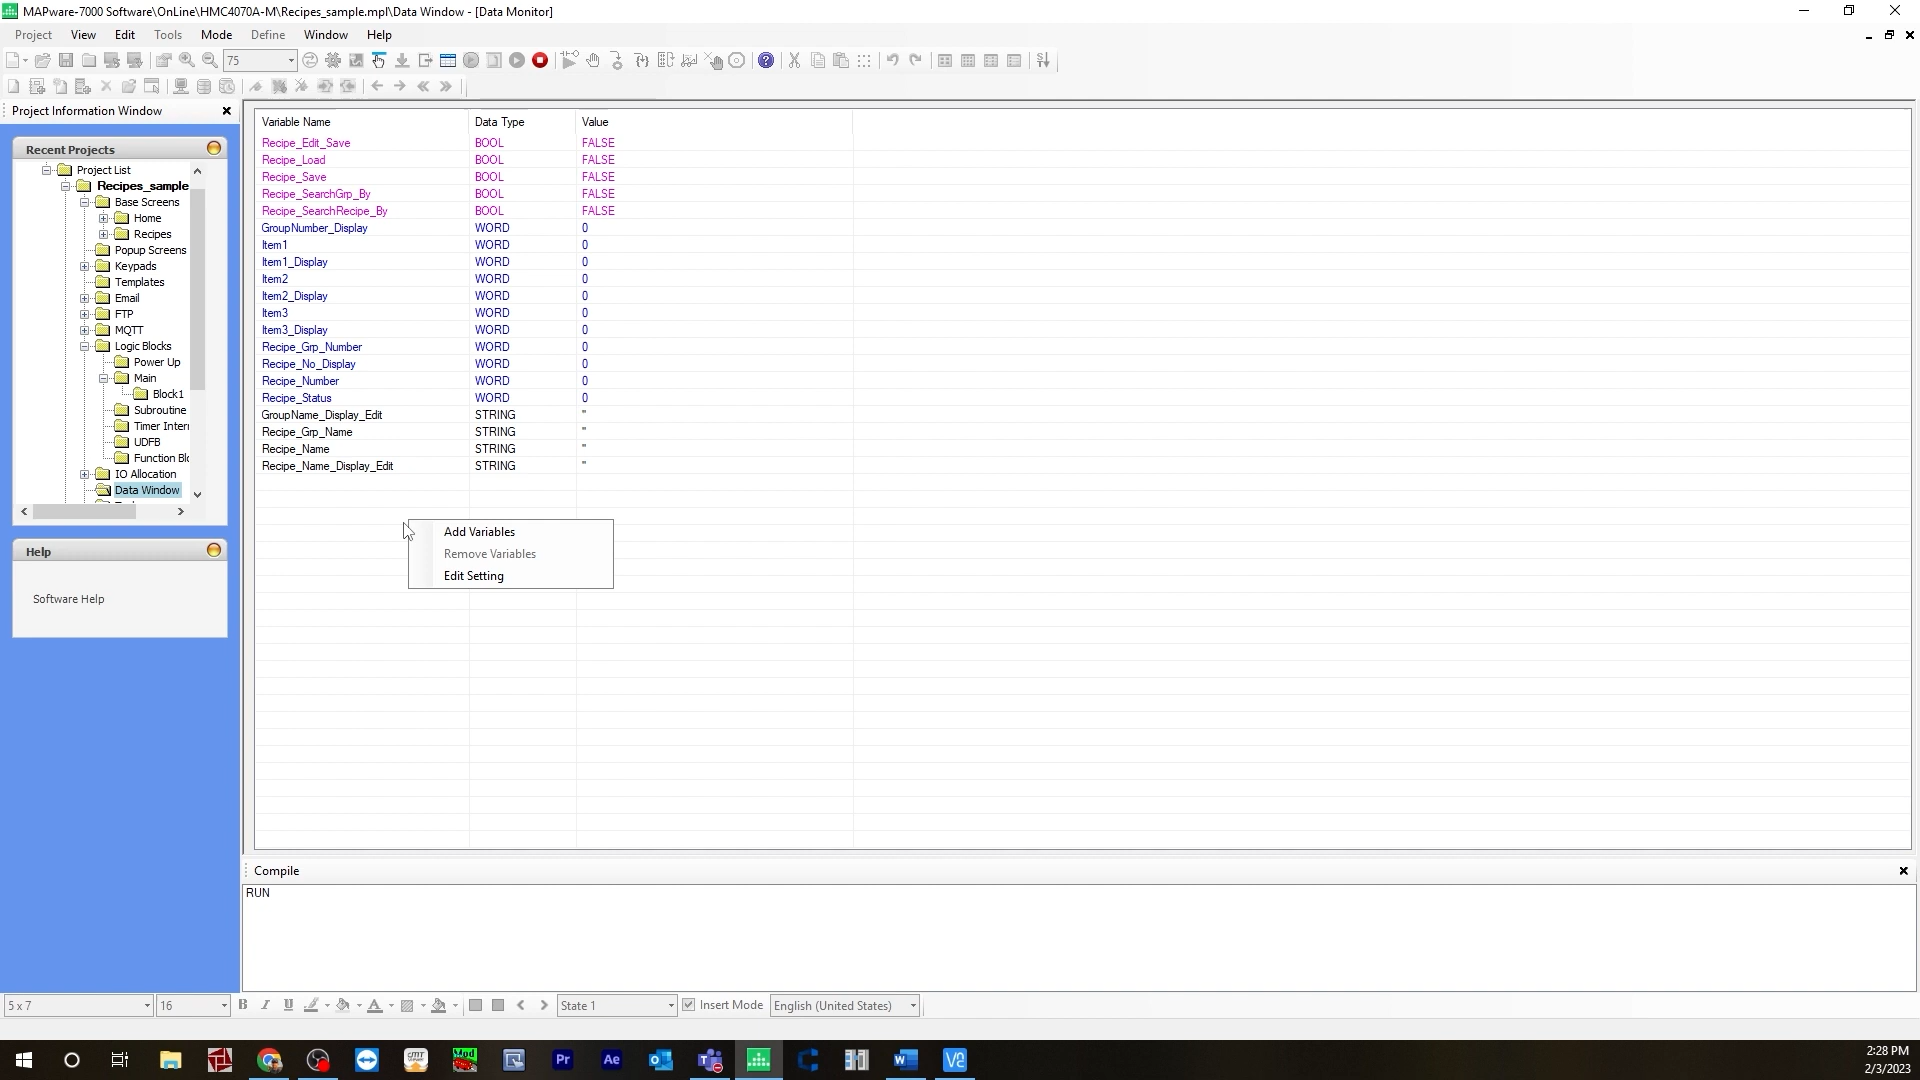 MAPware-7000 Software\OnLine\HMC4070A-M\Recipes_sample.mpl\Data Window - [Data Monitor]
Project View Edit Tools Mode Define Window Help
75
Project Information Window
Recent Projects
Project List
Recipes_sample
Base Screens
Home
Recipes
Popup Screens
Keypads
Templates
Email
FTP
MQTT
Logic Blocks
Power Up
Main
Block1
Subroutine
Timer Inter
UDFB
Function Blo
IO Allocation
Data Window
Help
Software Help
Variable Name Data Type Value
Recipe_Edit_Save BOOL FALSE
Recipe_Load BOOL FALSE
Recipe_Save BOOL FALSE
Recipe_SearchGrp_By BOOL FALSE
Recipe_SearchRecipe_By BOOL FALSE
GroupNumber_Display WORD 0
Item1 WORD 0
Item1_Display WORD 0
Item2 WORD 0
Item2_Display WORD 0
Item3 WORD 0
Item3_Display WORD 0
Recipe_Grp_Number WORD 0
Recipe_No_Display WORD 0
Recipe_Number WORD 0
Recipe_Status WORD 0
GroupName_Display_Edit STRING ''
Recipe_Grp_Name STRING ''
Recipe_Name STRING ''
Recipe_Name_Display_Edit STRING ''
Add Variables
Remove Variables
Edit Setting
Compile
RUN
5 x 7 16 B I U A State 1 Insert Mode English (United States)
Pr Ae
2:28 PM
2/3/2023